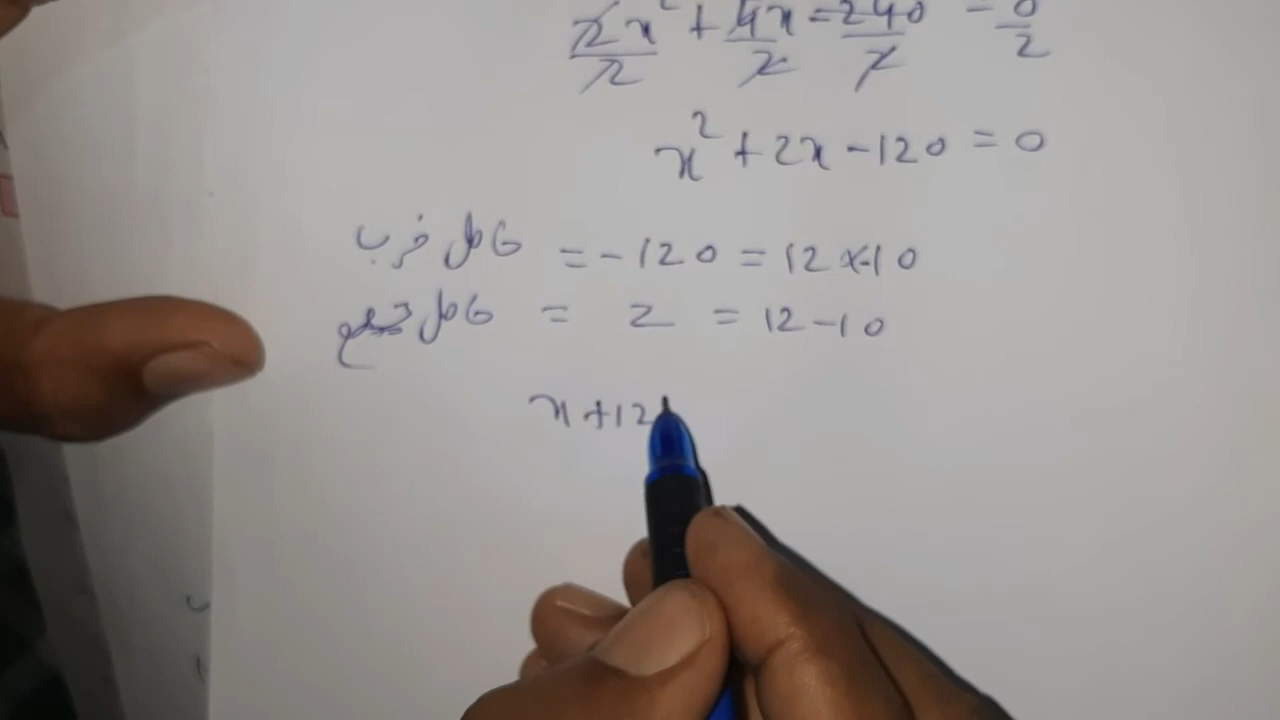 2x² + 4x - 240 = 0
2 2 2 2
x² + 2x - 120 = 0
حاصل ضرب = -120 = 12 x -10
حاصل جمع = 2 = 12 - 10
x + 12